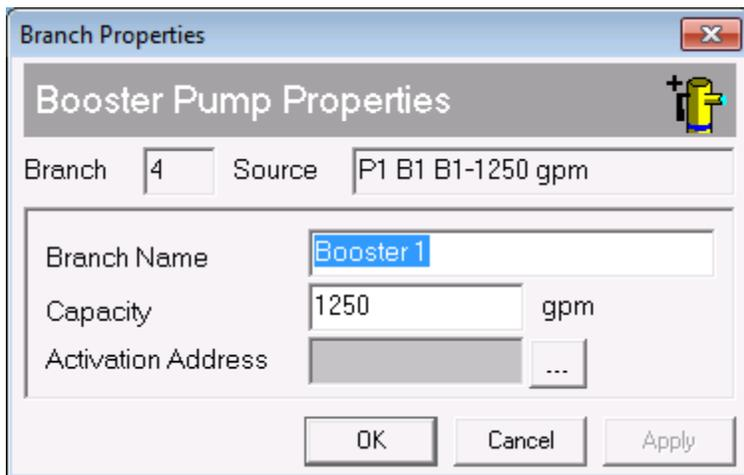 Branch Properties
Booster Pump Properties
Branch 4 Source P1 B1 B1-1250 gpm
Branch Name Booster 1
Capacity 1250 gpm
Activation Address ...
OK Cancel Apply